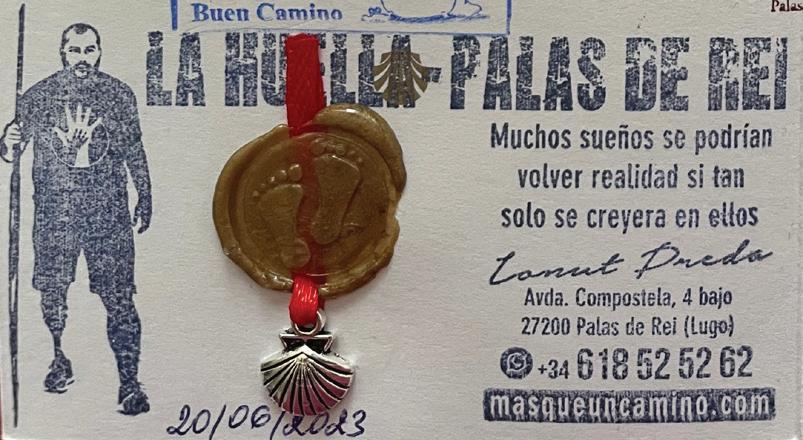 Buen Camino
Palas
LA HUELLA - PALAS DE REI
Muchos sueños se podrían
volver realidad si tan
solo se creyera en ellos
Ionut Preda
Avda. Compostela, 4 bajo
27200 Palas de Rei (Lugo)
+34 618 52 52 62
masqueuncamino.com
20/06/2023